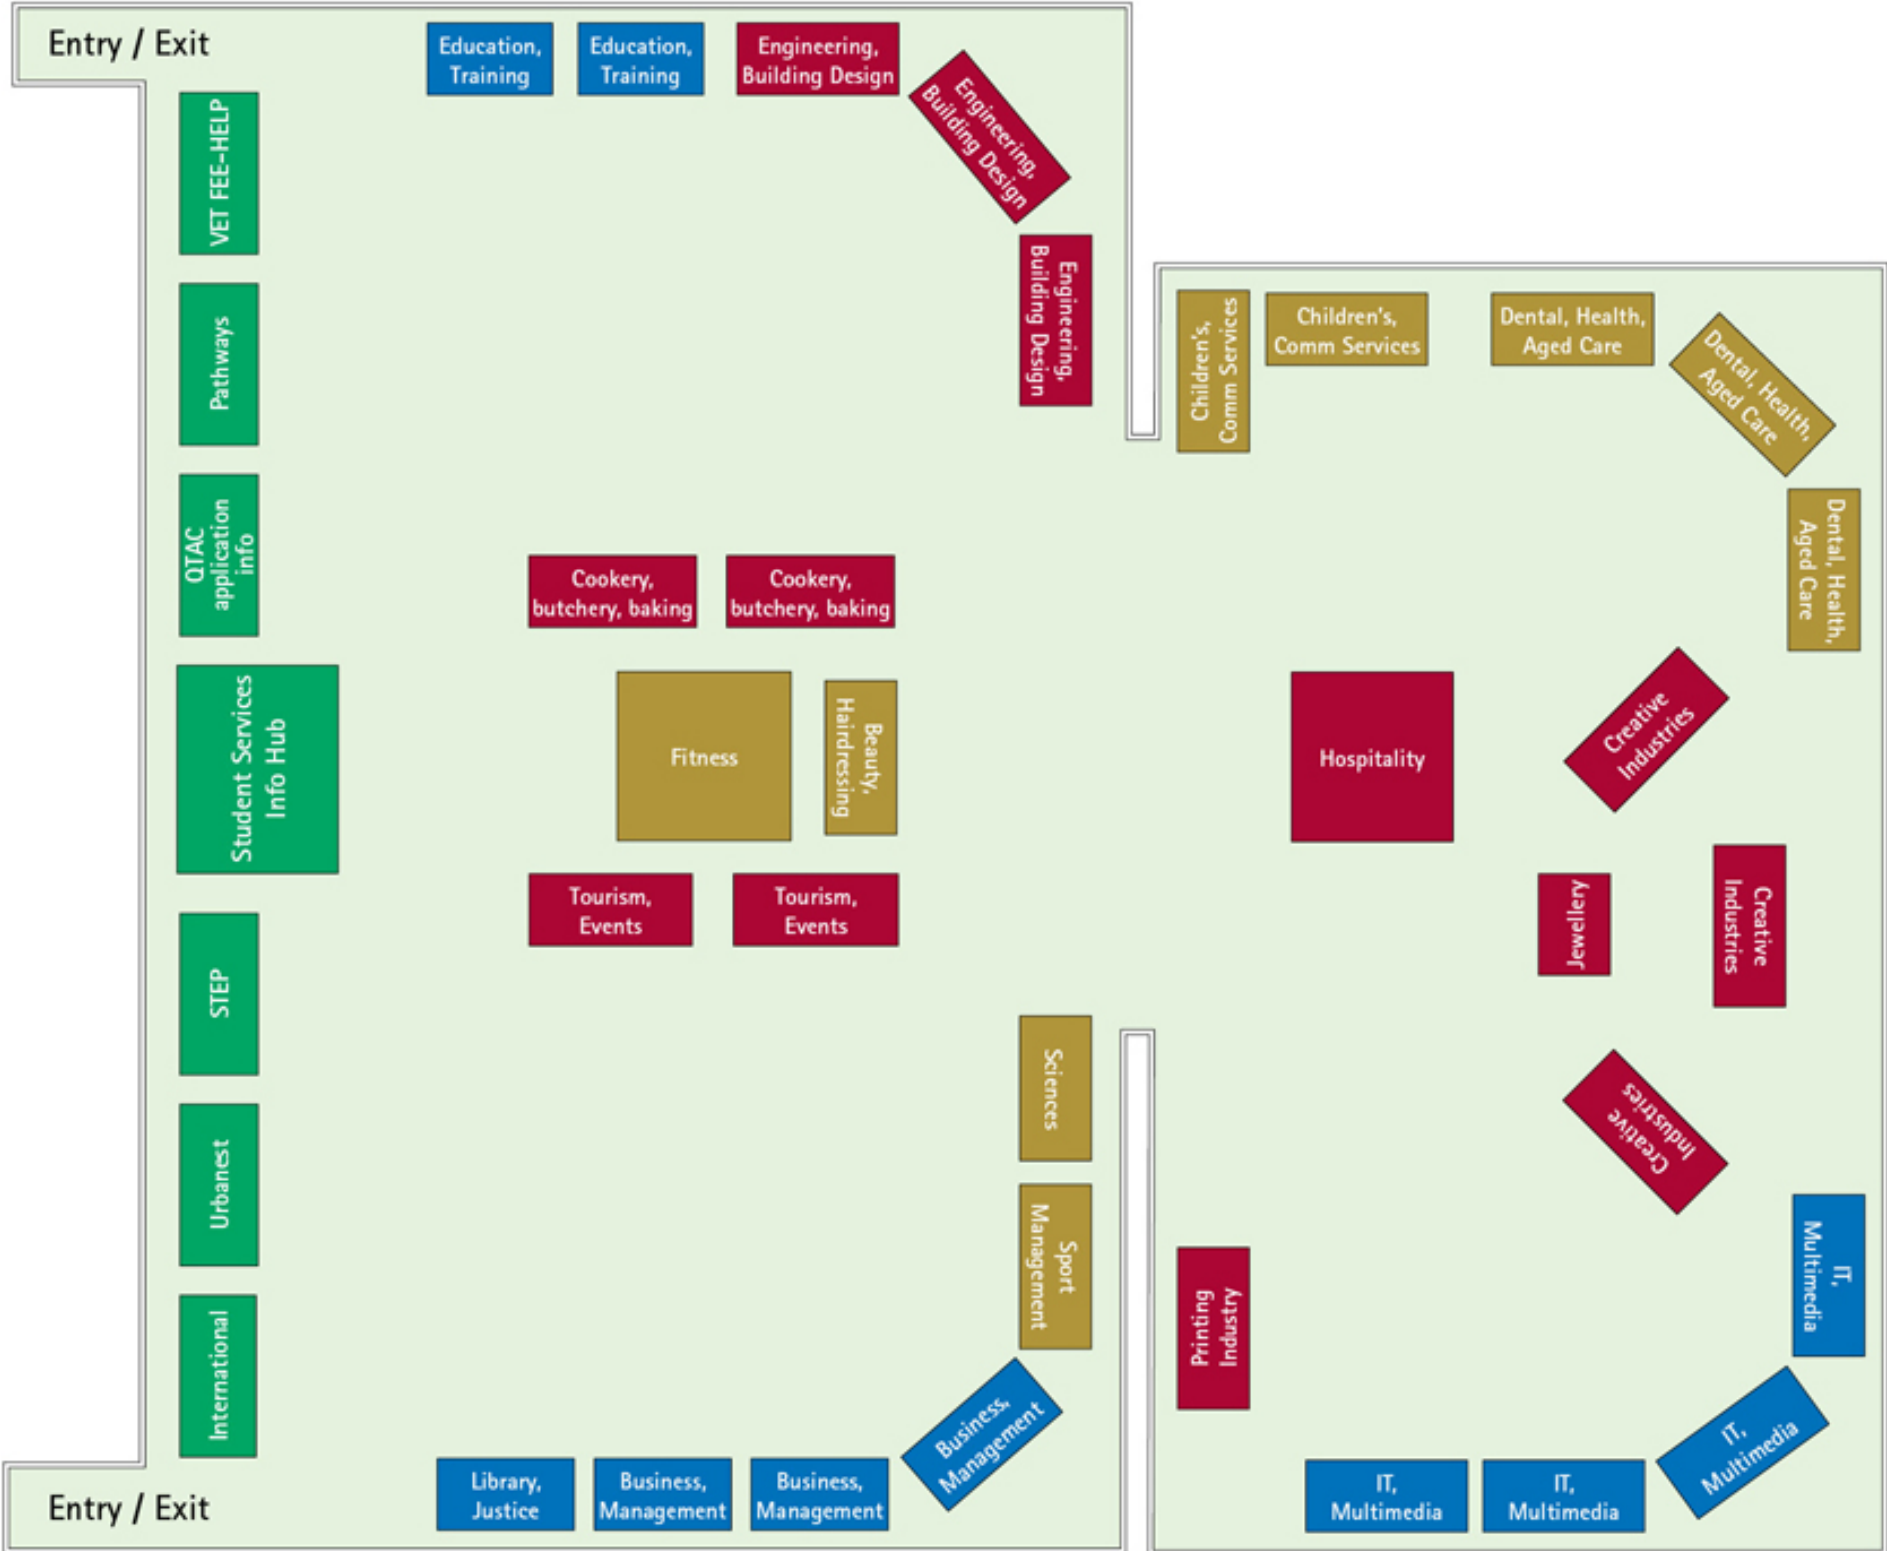 Entry / Exit
Education,
Training
Education,
Training
Engineering,
Building Design
Engineering,
Building Design
Engineering,
Building Design
VET FEE-HELP
Pathways
QTAC
application
info
Student Services
Info Hub
STEP
Urbanest
International
Cookery,
butchery, baking
Cookery,
butchery, baking
Fitness
Beauty,
Hairdressing
Tourism,
Events
Tourism,
Events
Sciences
Sport
Management
Business,
Management
Library,
Justice
Business,
Management
Business,
Management
Entry / Exit
Children's,
Comm Services
Children's,
Comm Services
Dental, Health,
Aged Care
Dental, Health,
Aged Care
Dental, Health,
Aged Care
Hospitality
Creative
Industries
Jewellery
Creative
Industries
Creative
Industries
Printing
Industry
IT,
Multimedia
IT,
Multimedia
IT,
Multimedia
IT,
Multimedia